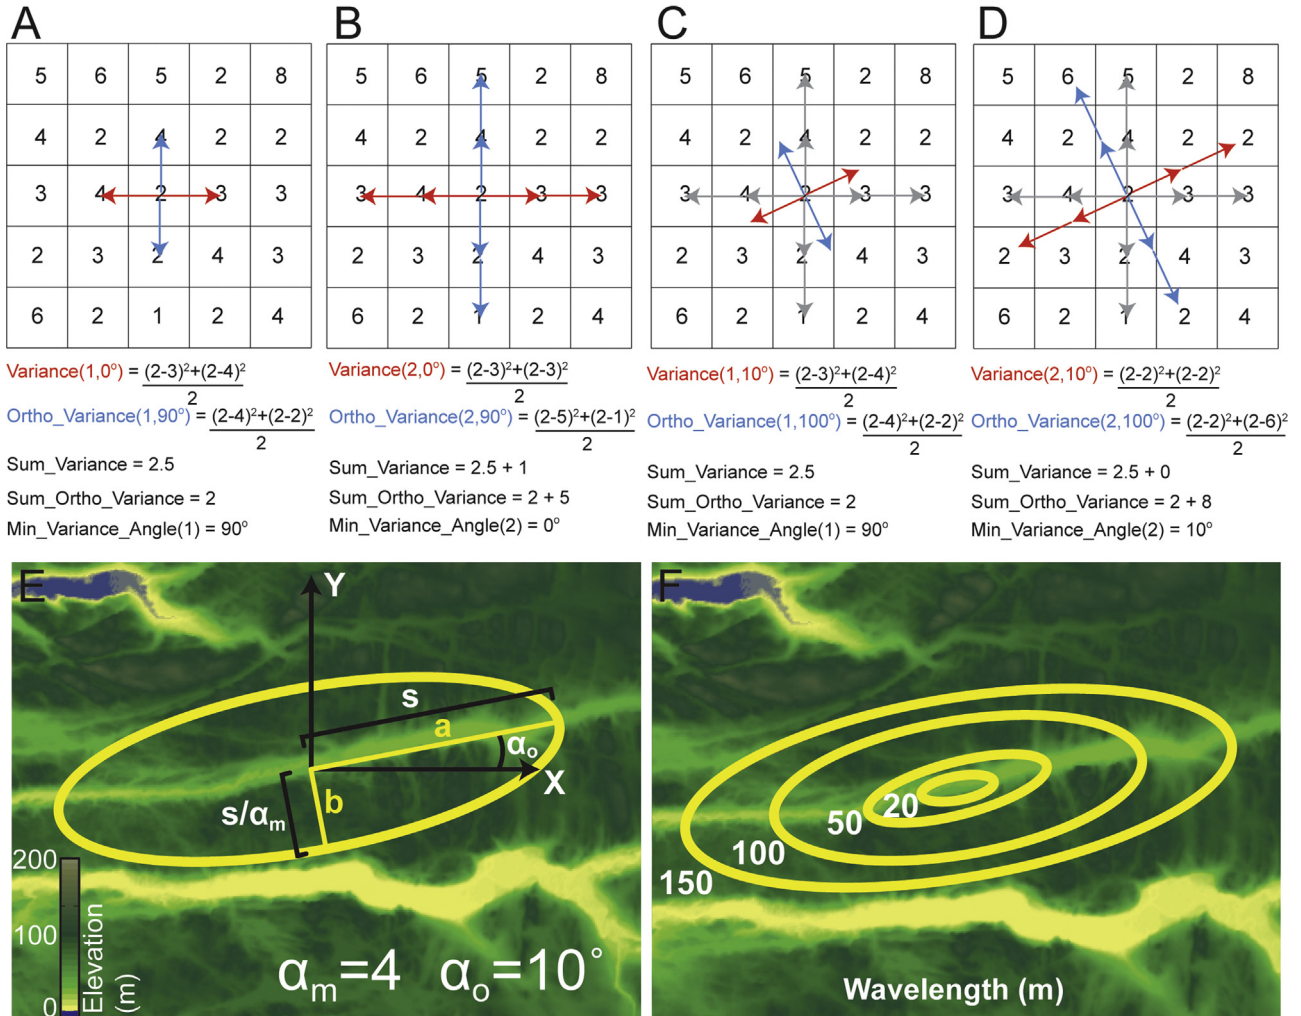 A B C D
5 6 5 2 8 5 6 5 2 8 5 6 5 2 8 5 6 5 2 8
4 2 4 2 2 4 2 4 2 2 4 2 4 2 2 4 2 4 2 2
3 4 2 3 3 3 4 2 3 3 3 4 2 3 3 3 4 2 3 3
2 3 2 4 3 2 3 2 4 3 2 3 2 4 3 2 3 2 4 3
6 2 1 2 4 6 2 1 2 4 6 2 1 2 4 6 2 1 2 4
Variance(1,0°) = (2-3)²+(2-4)²
2
Ortho_Variance(1,90°) = (2-4)²+(2-2)²
2
Sum_Variance = 2.5
Sum_Ortho_Variance = 2
Min_Variance_Angle(1) = 90°
Variance(2,0°) = (2-3)²+(2-3)²
2
Ortho_Variance(2,90°) = (2-5)²+(2-1)²
2
Sum_Variance = 2.5 + 1
Sum_Ortho_Variance = 2 + 5
Min_Variance_Angle(2) = 0°
Variance(1,10°) = (2-3)²+(2-4)²
2
Ortho_Variance(1,100°) = (2-4)²+(2-2)²
2
Sum_Variance = 2.5
Sum_Ortho_Variance = 2
Min_Variance_Angle(1) = 90°
Variance(2,10°) = (2-2)²+(2-2)²
2
Ortho_Variance(2,100°) = (2-2)²+(2-6)²
2
Sum_Variance = 2.5 + 0
Sum_Ortho_Variance = 2 + 8
Min_Variance_Angle(2) = 10°
E
Y
s
a
αₒ
X
b
s/αₘ
200
100
0
Elevation
(m)
αₘ=4 αₒ=10°
F
20
50
100
150
Wavelength (m)